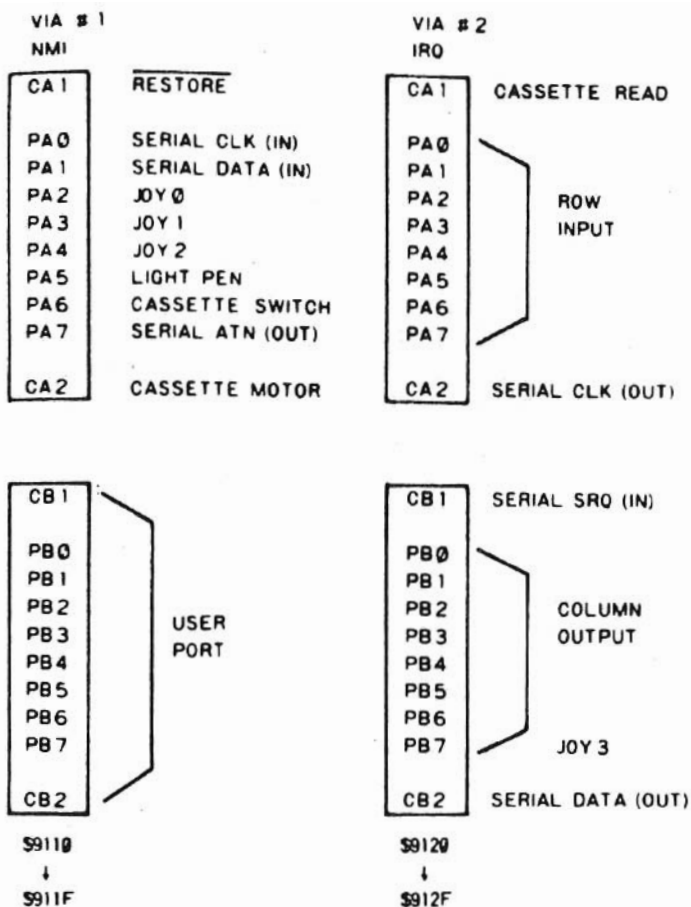 VIA # 1
NMI
CA1 RESTORE
PA0 SERIAL CLK (IN)
PA1 SERIAL DATA (IN)
PA2 JOY 0
PA3 JOY 1
PA4 JOY 2
PA5 LIGHT PEN
PA6 CASSETTE SWITCH
PA7 SERIAL ATN (OUT)
CA2 CASSETTE MOTOR
VIA # 2
IRQ
CA1 CASSETTE READ
PA0
PA1
PA2
PA3
PA4
PA5
PA6
PA7
ROW
INPUT
CA2 SERIAL CLK (OUT)
CB1
PB0
PB1
PB2
PB3
PB4
PB5
PB6
PB7
CB2
USER
PORT
$9110
↓
$911F
CB1 SERIAL SRQ (IN)
PB0
PB1
PB2
PB3
PB4
PB5
PB6
PB7 JOY 3
COLUMN
OUTPUT
CB2 SERIAL DATA (OUT)
$9120
↓
$912F